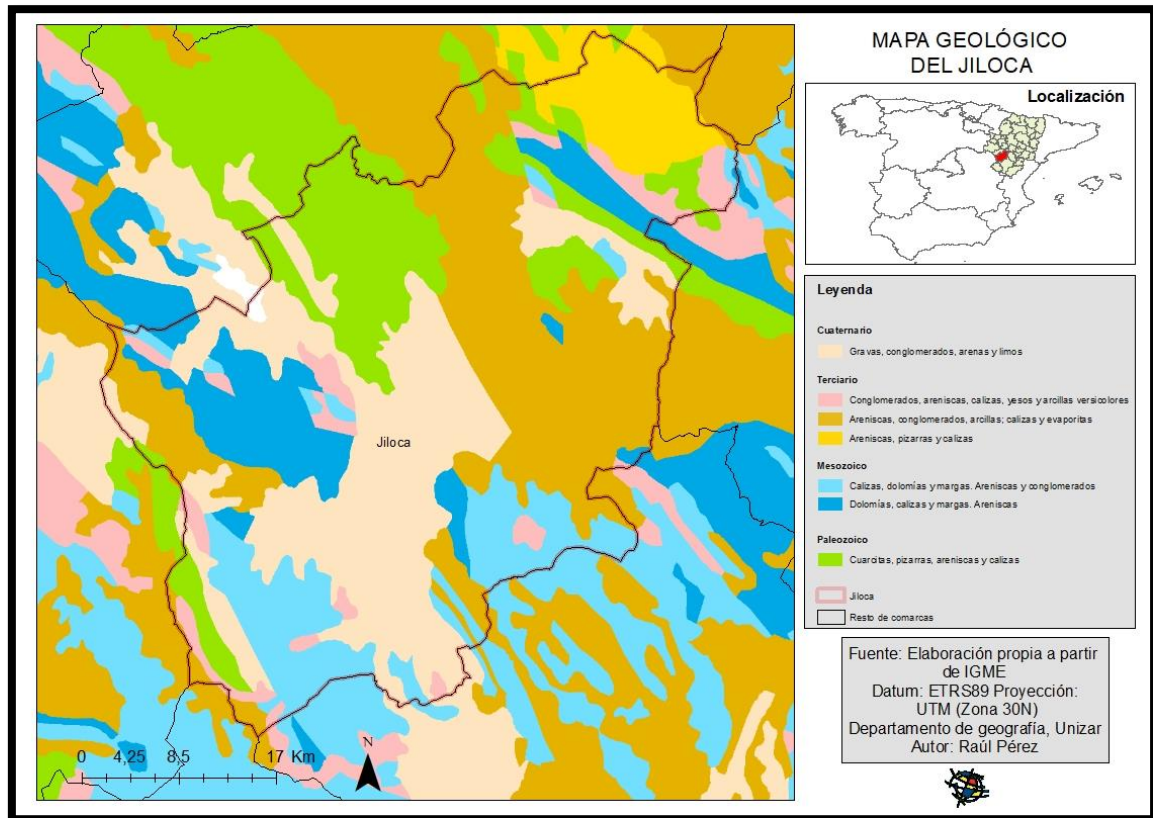 MAPA GEOLÓGICO
DEL JILOCA
Localización
Leyenda
Cuaternario
Gravas, conglomerados, arenas y limos
Terciario
Conglomerados, areniscas, calizas, yesos y arcillas versicolores
Areniscas, conglomerados, arcillas; calizas y evaporitas
Areniscas, pizarras y calizas
Mesozoico
Calizas, dolomías y margas. Areniscas y conglomerados
Dolomías, calizas y margas. Areniscas
Paleozoico
Cuarcitas, pizarras, areniscas y calizas
Jiloca
Resto de comarcas
Fuente: Elaboración propia a partir
de IGME
Datum: ETRS89 Proyección:
UTM (Zona 30N)
Departamento de geografía, Unizar
Autor: Raúl Pérez
Jiloca
N
0 4,25 8,5 17 Km